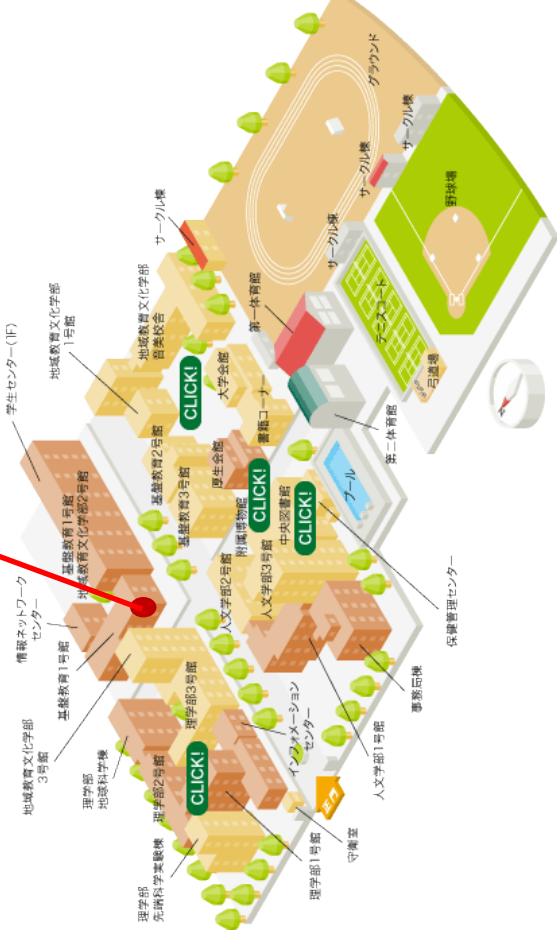 学生センター(1F)
地域教育文化学部
1号館
サークル棟
グラウンド
地域教育文化学部
音美校舎
サークル棟
サークル棟
サークル棟
野球場
第一体育館
テニスコート
弓道場
第二体育館
CLICK!
大学会館
書籍コーナー
厚生会館
基盤教育2号館
基盤教育3号館
基盤教育1号館
地域教育文化学部2号館
情報ネットワーク
センター
基盤教育1号館
地域教育文化学部
3号館
附属博物館
CLICK!
中央図書館
CLICK!
プール
人文学部2号館
人文学部3号館
保健管理センター
事務局棟
人文学部1号館
インフォメーション
センター
理学部3号館
理学部
地球科学棟
理学部2号館
CLICK!
理学部
先端科学実験棟
理学部1号館
守衛室
正門
N